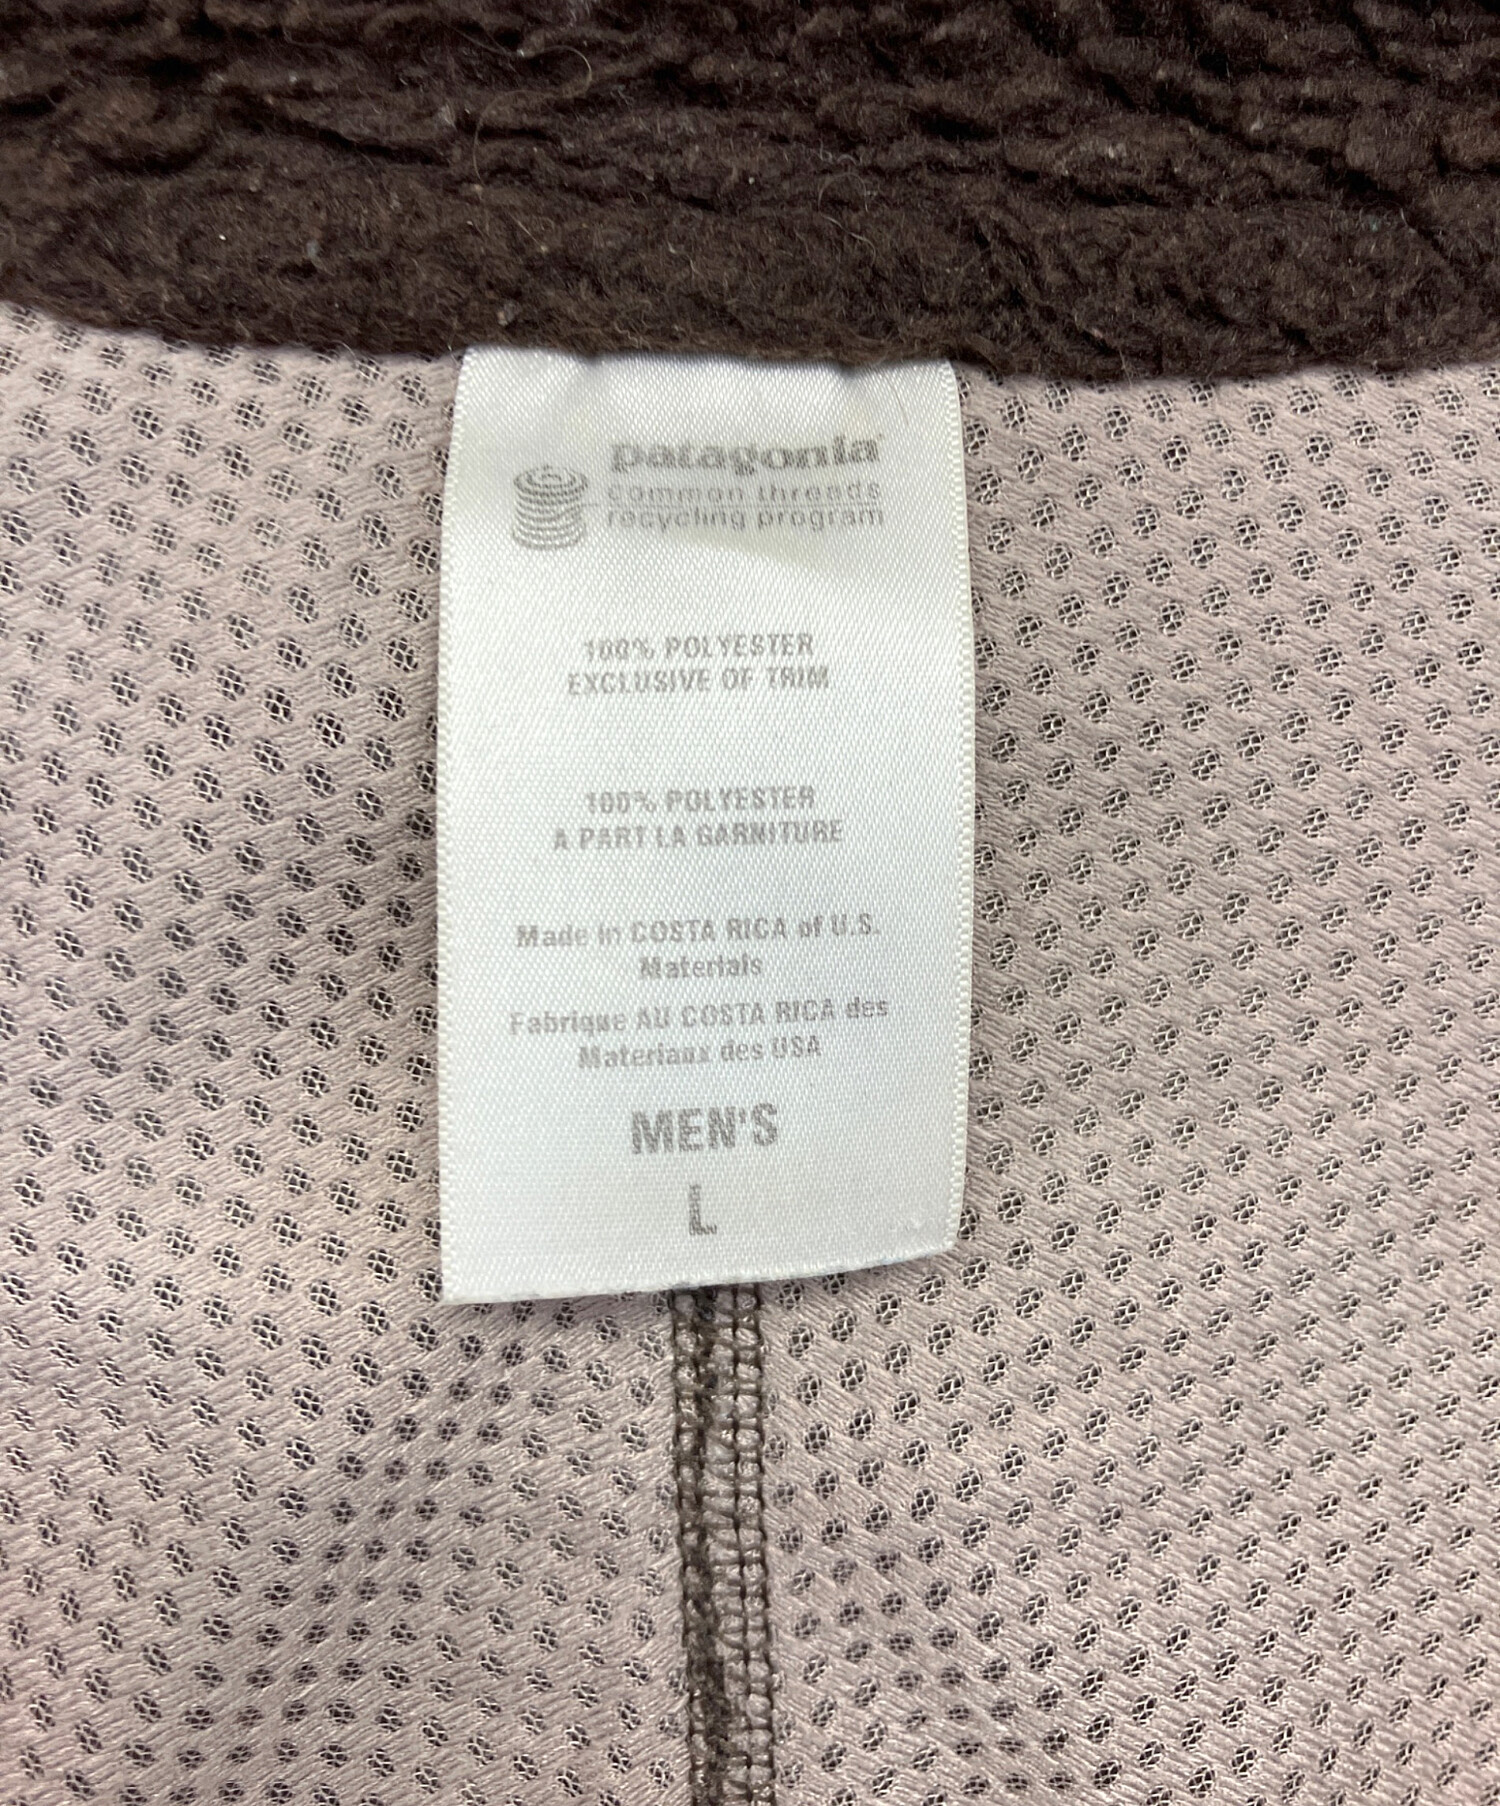 patagonia
common threads
recycling program
100% POLYESTER
EXCLUSIVE OF TRIM
100% POLYESTER
A PART LA GARNITURE
Made in COSTA RICA of U.S.
Materials
Fabrique AU COSTA RICA des
Materiaux des USA
MEN'S
L